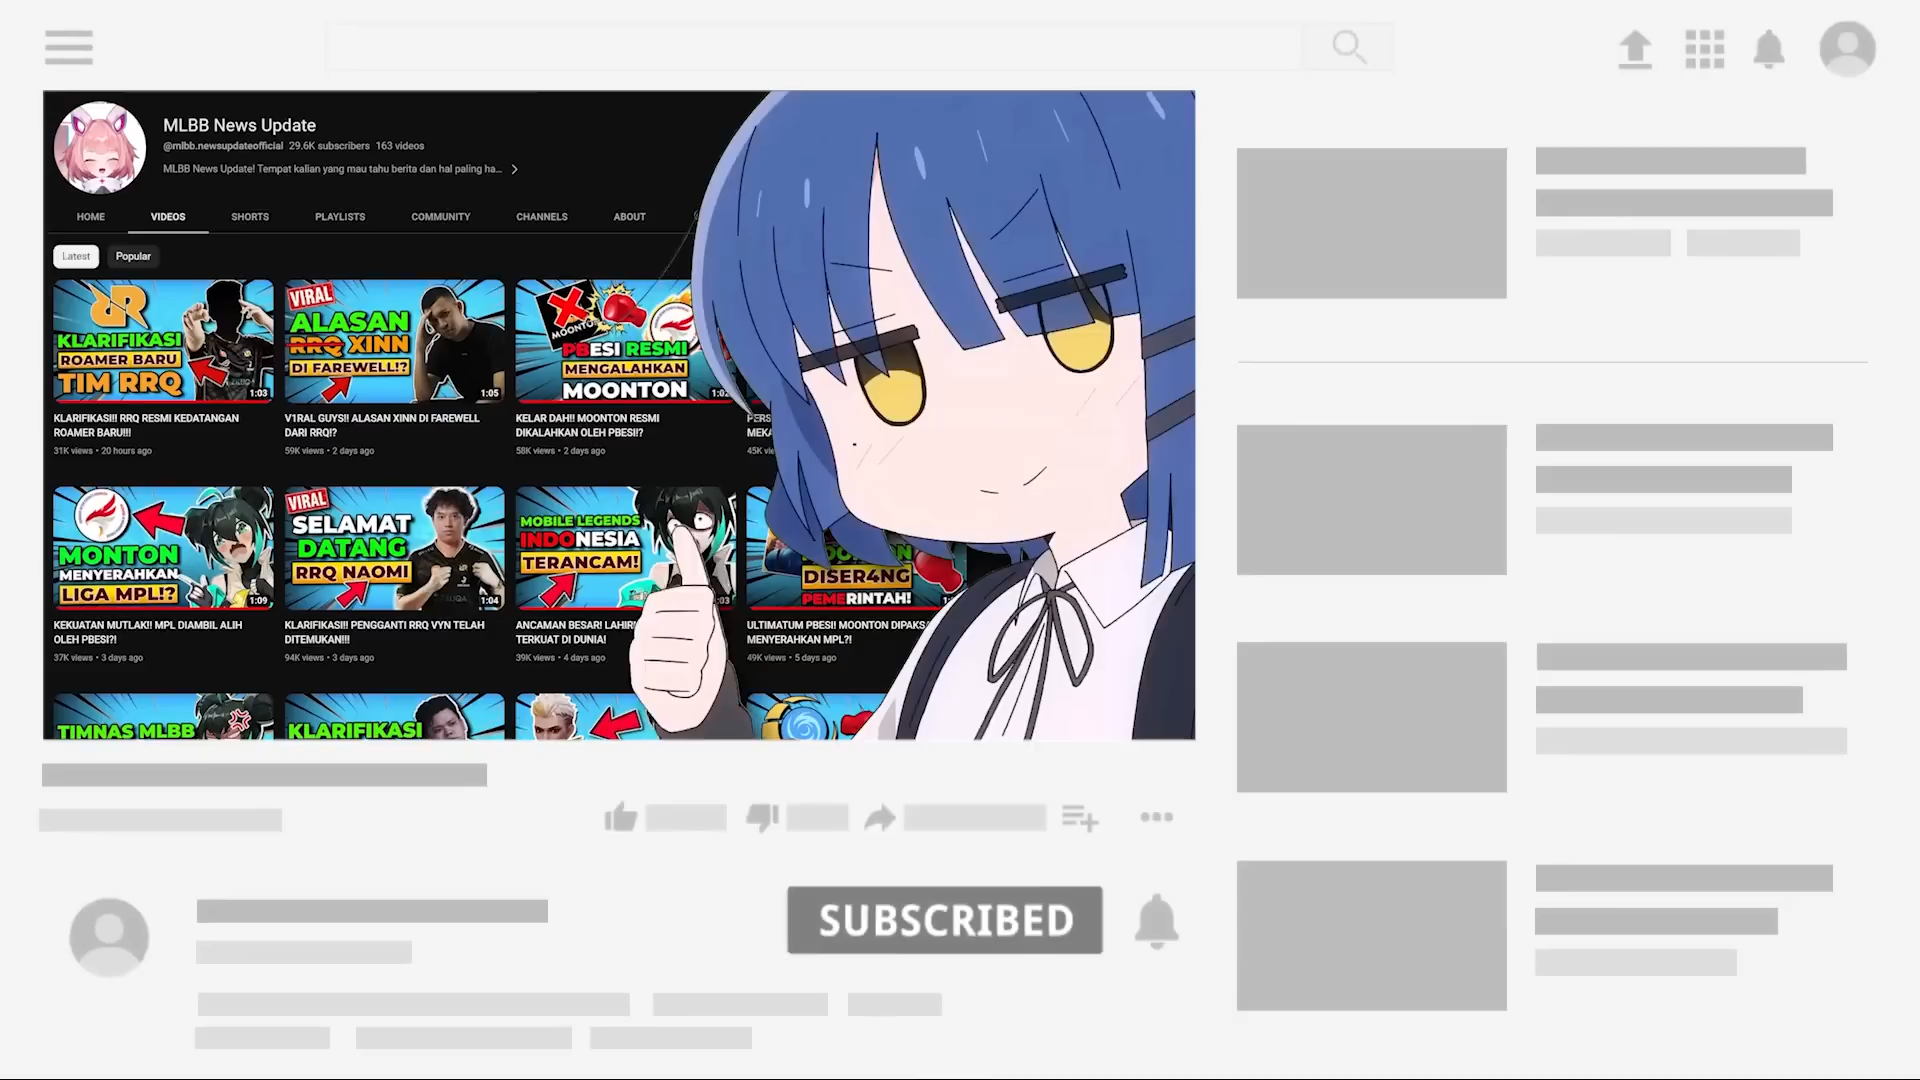 MLBB News Update
@mlbb.newsupdateofficial 29.6K subscribers 163 videos
MLBB News Update! Tempat kalian yang mau tahu berita dan hal paling ha...
HOME VIDEOS SHORTS PLAYLISTS COMMUNITY CHANNELS ABOUT
Latest Popular
KLARIFIKASI
ROAMER BARU
TIM RRQ
1:03
VIRAL
ALASAN
RRQ XINN
DI FAREWELL!?
1:05
MOONTON
PBESI RESMI
MENGALAHKAN
MOONTON
1:02
KLARIFIKASI!!! RRQ RESMI KEDATANGAN
ROAMER BARU!!!
31K views • 20 hours ago
V1RAL GUYS!! ALASAN XINN DI FAREWELL
DARI RRQ!?
59K views • 2 days ago
KELAR DAH!! MOONTON RESMI
DIKALAHKAN OLEH PBESI!?
58K views • 2 days ago
PERS
MEKA
45K vi
MONTON
MENYERAHKAN
LIGA MPL!?
1:09
VIRAL
SELAMAT
DATANG
RRQ NAOMI
1:04
MOBILE LEGENDS
INDONESIA
TERANCAM!
:03
DISER4NG
PEMERINTAH!
KEKUATAN MUTLAK!! MPL DIAMBIL ALIH
OLEH PBESI?!
37K views • 3 days ago
KLARIFIKASI!! PENGGANTI RRQ VYN TELAH
DITEMUKAN!!!
94K views • 3 days ago
ANCAMAN BESAR! LAHIR
TERKUAT DI DUNIA!
39K views • 4 days ago
ULTIMATUM PBESI! MOONTON DIPAKS
MENYERAHKAN MPL?!
49K views • 5 days ago
TIMNAS MLBB
KLARIFIKASI
SUBSCRIBED